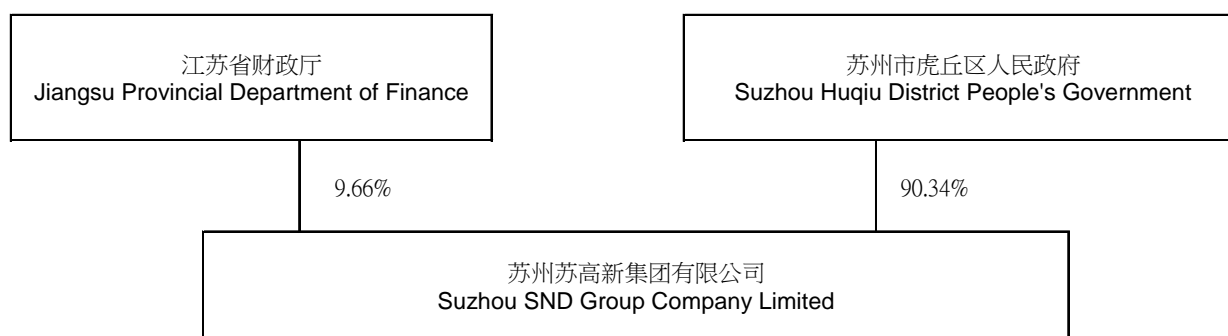 江苏省财政厅
Jiangsu Provincial Department of Finance
苏州市虎丘区人民政府
Suzhou Huqiu District People's Government
9.66%
90.34%
苏州苏高新集团有限公司
Suzhou SND Group Company Limited